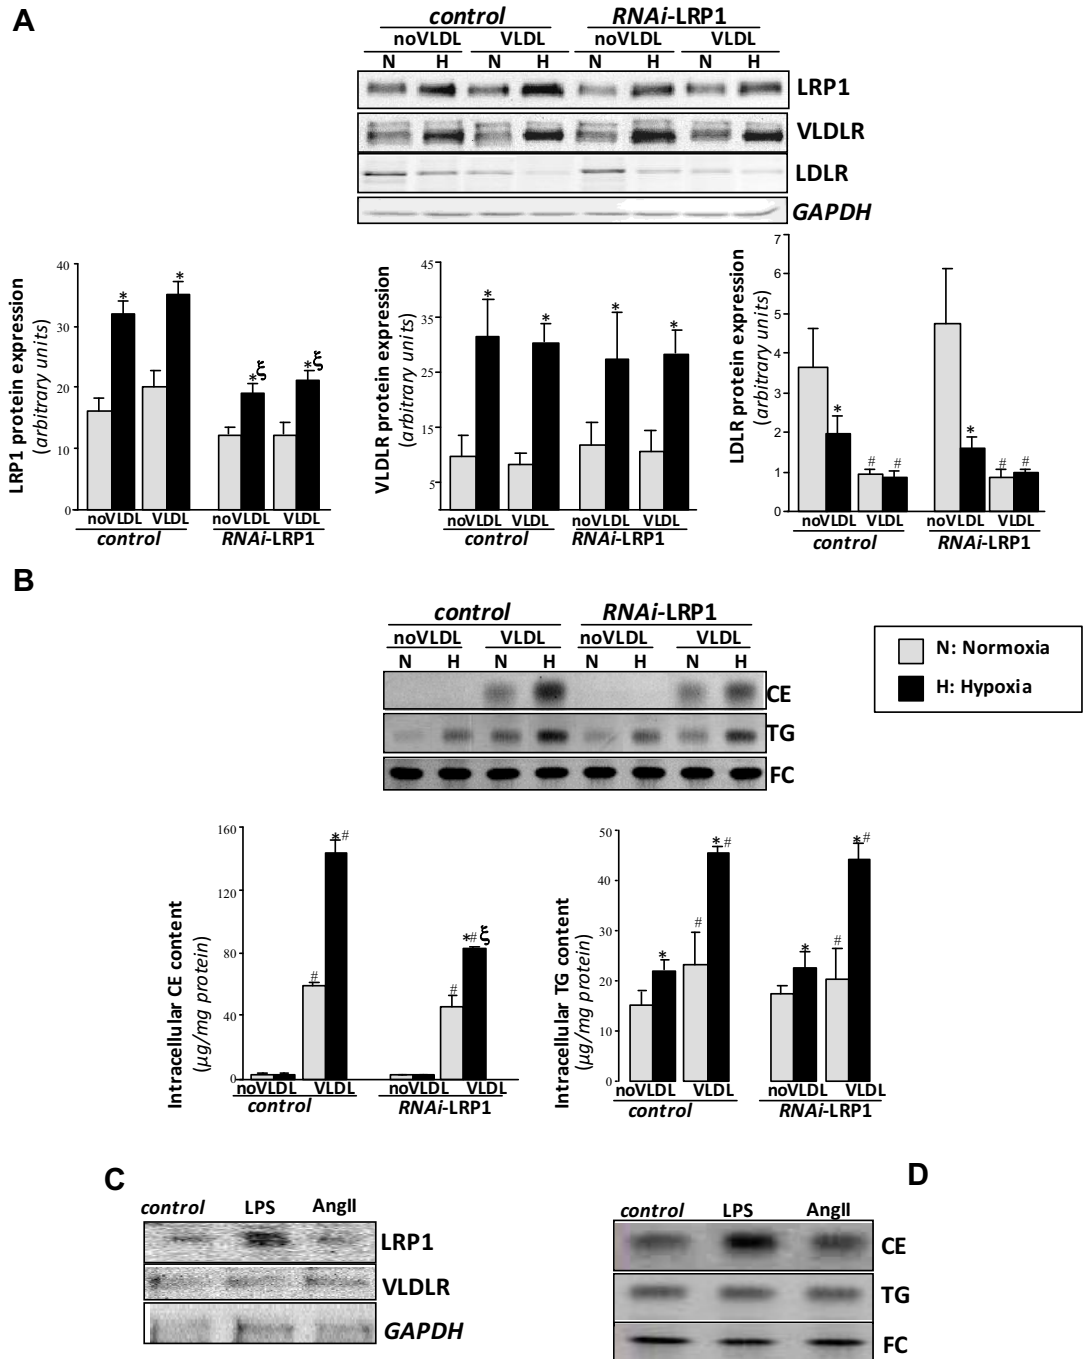 A
control RNAi-LRP1
noVLDL VLDL noVLDL VLDL
N H N H N H N H
LRP1
VLDLR
LDLR
GAPDH
LRP1 protein expression
(arbitrary units)
40
30
20
10
0
* * *ξ *ξ
noVLDL VLDL noVLDL VLDL
control RNAi-LRP1
VLDLR protein expression
(arbitrary units)
45
35
25
15
5
* * * *
noVLDL VLDL noVLDL VLDL
control RNAi-LRP1
LDLR protein expression
(arbitrary units)
7
6
5
4
3
2
1
0
* # # * # #
noVLDL VLDL noVLDL VLDL
control RNAi-LRP1
B
control RNAi-LRP1
noVLDL VLDL noVLDL VLDL
N H N H N H N H
CE
TG
FC
N: Normoxia
H: Hypoxia
Intracellular CE content
(µg/mg protein)
160
120
80
40
0
# *# # *#ξ
noVLDL VLDL noVLDL VLDL
control RNAi-LRP1
Intracellular TG content
(µg/mg protein)
50
40
30
20
10
0
* # *# * # *#
noVLDL VLDL noVLDL VLDL
control RNAi-LRP1
C
control LPS AngII
LRP1
VLDLR
GAPDH
D
control LPS AngII
CE
TG
FC